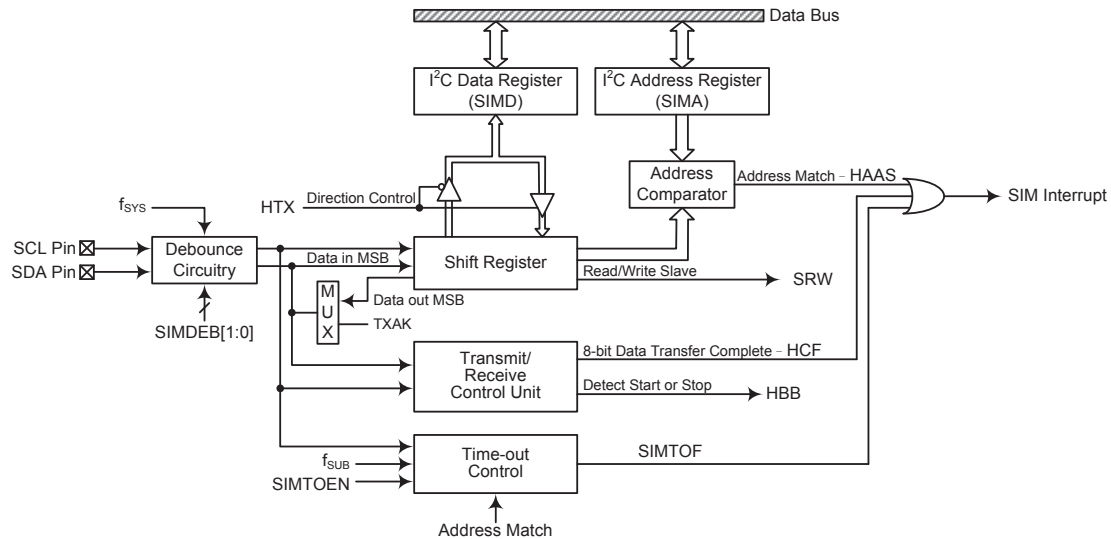 Data Bus
I²C Data Register
(SIMD)
I²C Address Register
(SIMA)
Address
Comparator
Address Match - HAAS
SIM Interrupt
HTX
Direction Control
fSYS
SCL Pin
SDA Pin
Debounce
Circuitry
SIMDEB[1:0]
Data in MSB
Shift Register
Read/Write Slave
SRW
M
U
X
Data out MSB
TXAK
Transmit/
Receive
Control Unit
8-bit Data Transfer Complete - HCF
Detect Start or Stop
HBB
fSUB
SIMTOEN
Time-out
Control
SIMTOF
Address Match